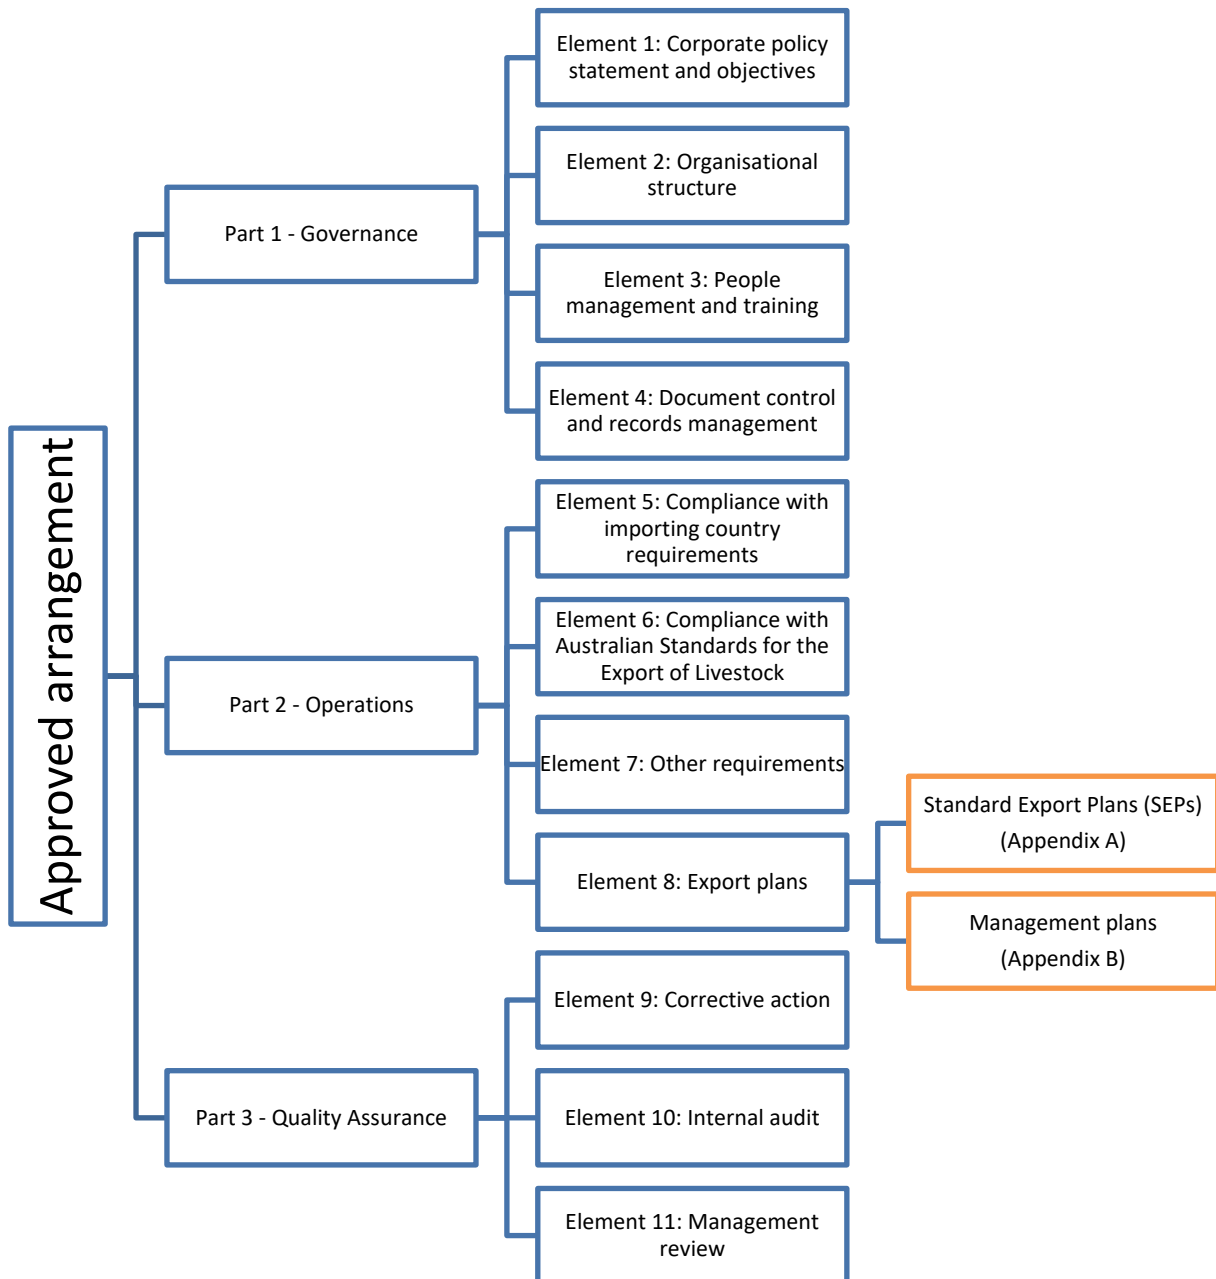 Approved arrangement
Part 1 - Governance
Element 1: Corporate policy
statement and objectives
Element 2: Organisational
structure
Element 3: People
management and training
Element 4: Document control
and records management
Part 2 - Operations
Element 5: Compliance with
importing country
requirements
Element 6: Compliance with
Australian Standards for the
Export of Livestock
Element 7: Other requirements
Element 8: Export plans
Standard Export Plans (SEPs)
(Appendix A)
Management plans
(Appendix B)
Part 3 - Quality Assurance
Element 9: Corrective action
Element 10: Internal audit
Element 11: Management
review